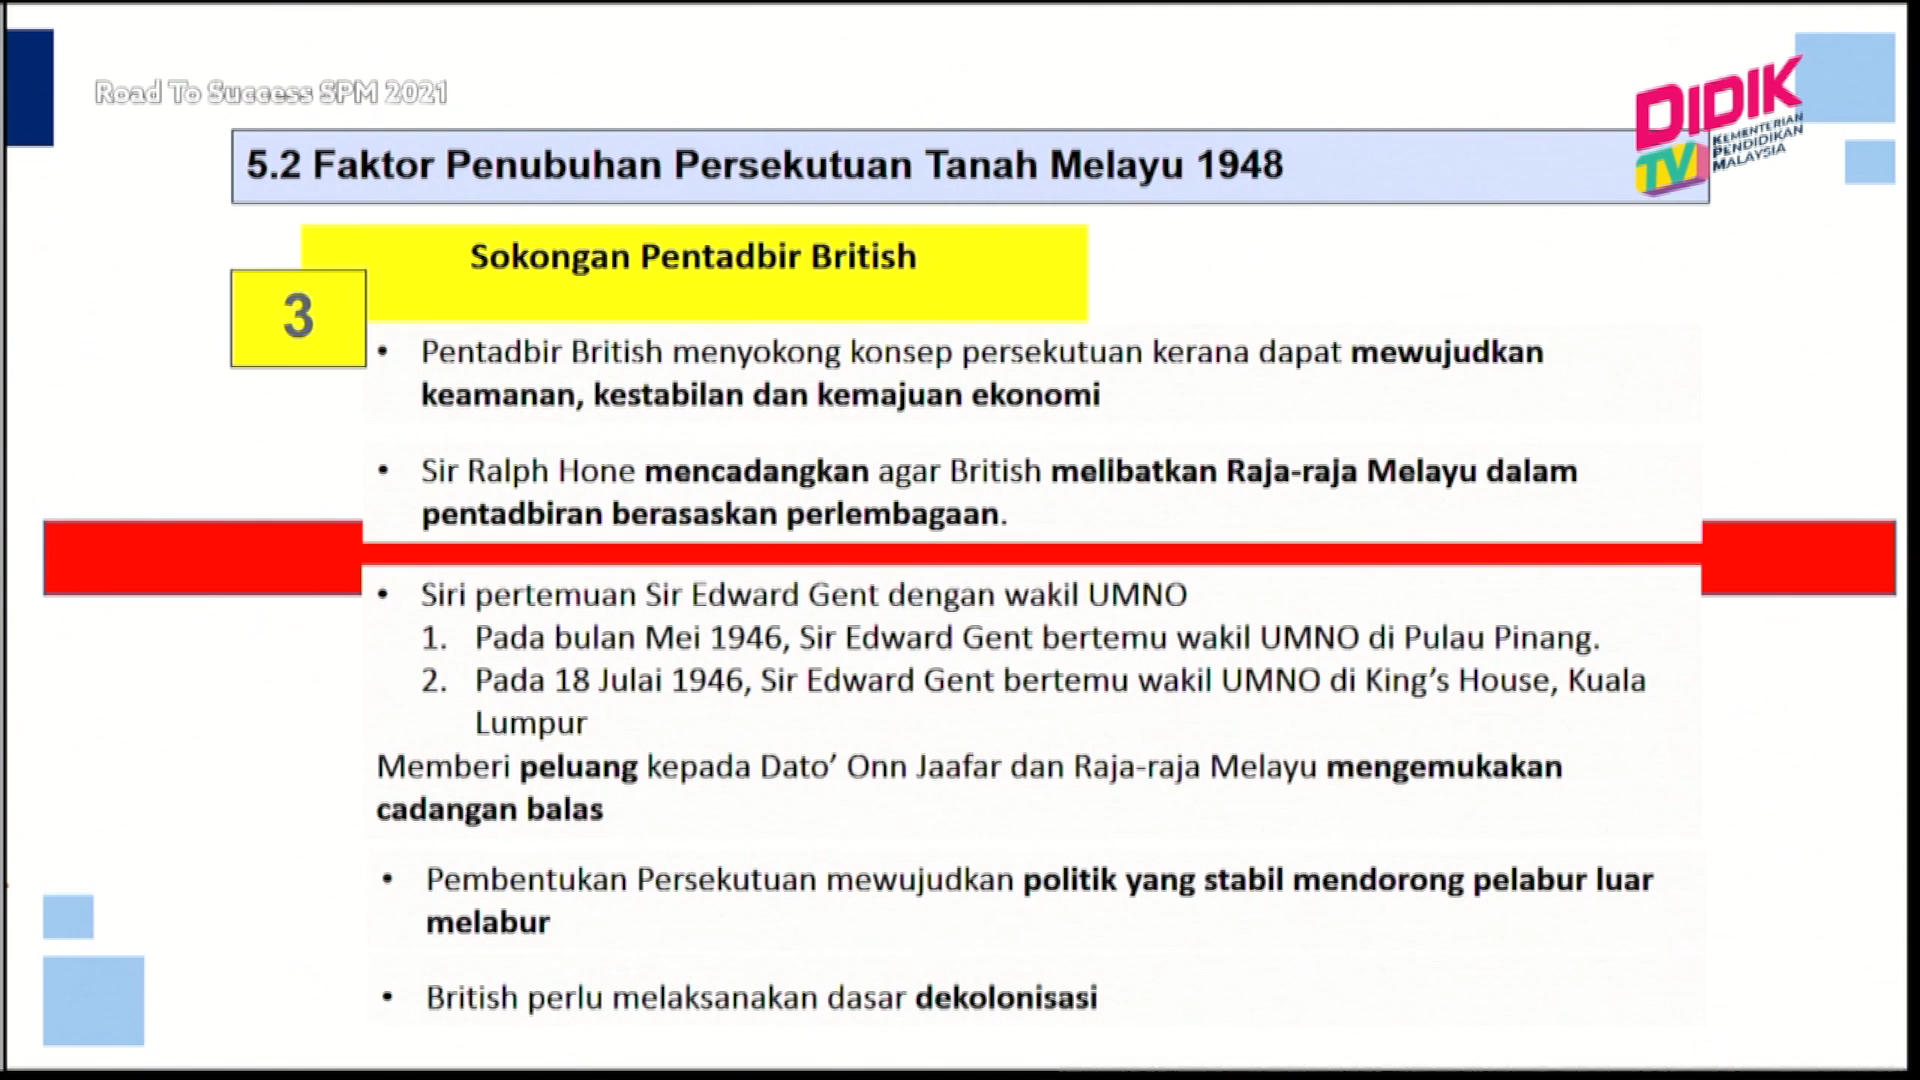 Road To Success SPM 2021
DIDIK
TV
KEMENTERIAN
PENDIDIKAN
MALAYSIA
5.2 Faktor Penubuhan Persekutuan Tanah Melayu 1948
Sokongan Pentadbir British
3
• Pentadbir British menyokong konsep persekutuan kerana dapat mewujudkan
keamanan, kestabilan dan kemajuan ekonomi
• Sir Ralph Hone mencadangkan agar British melibatkan Raja-raja Melayu dalam
pentadbiran berasaskan perlembagaan.
• Siri pertemuan Sir Edward Gent dengan wakil UMNO
1. Pada bulan Mei 1946, Sir Edward Gent bertemu wakil UMNO di Pulau Pinang.
2. Pada 18 Julai 1946, Sir Edward Gent bertemu wakil UMNO di King’s House, Kuala
Lumpur
Memberi peluang kepada Dato’ Onn Jaafar dan Raja-raja Melayu mengemukakan
cadangan balas
• Pembentukan Persekutuan mewujudkan politik yang stabil mendorong pelabur luar
melabur
• British perlu melaksanakan dasar dekolonisasi